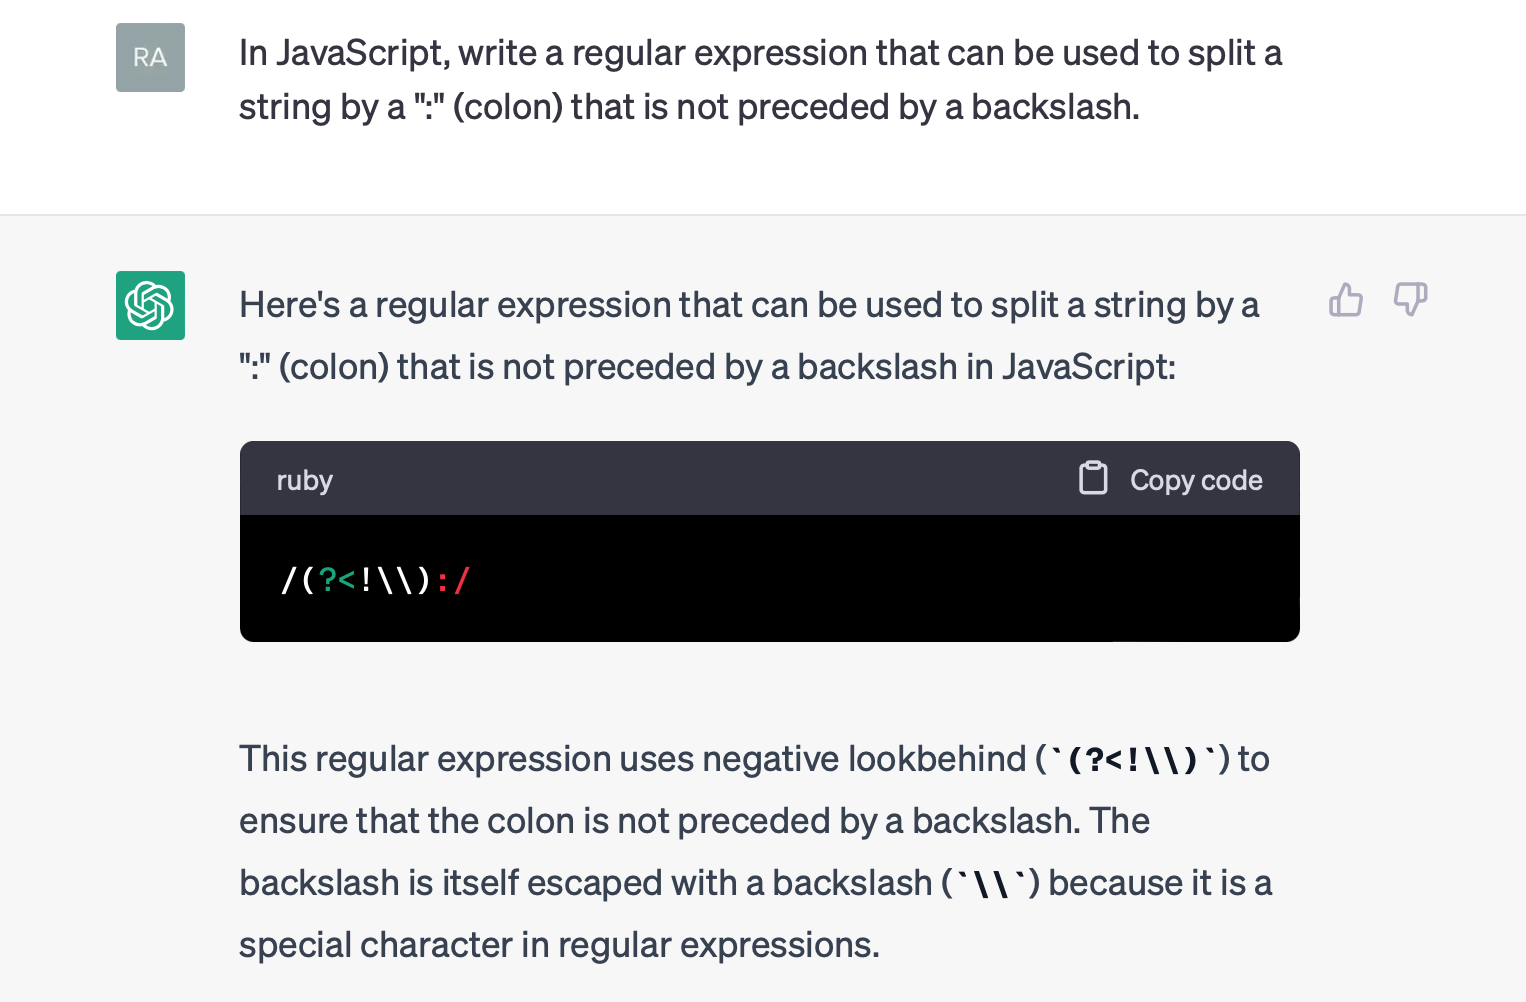 RA
In JavaScript, write a regular expression that can be used to split a
string by a ":" (colon) that is not preceded by a backslash.
Here's a regular expression that can be used to split a string by a
":" (colon) that is not preceded by a backslash in JavaScript:
ruby
Copy code
/(?<!\\):/
This regular expression uses negative lookbehind (`(?<!\\)`) to
ensure that the colon is not preceded by a backslash. The
backslash is itself escaped with a backslash (`\\`) because it is a
special character in regular expressions.